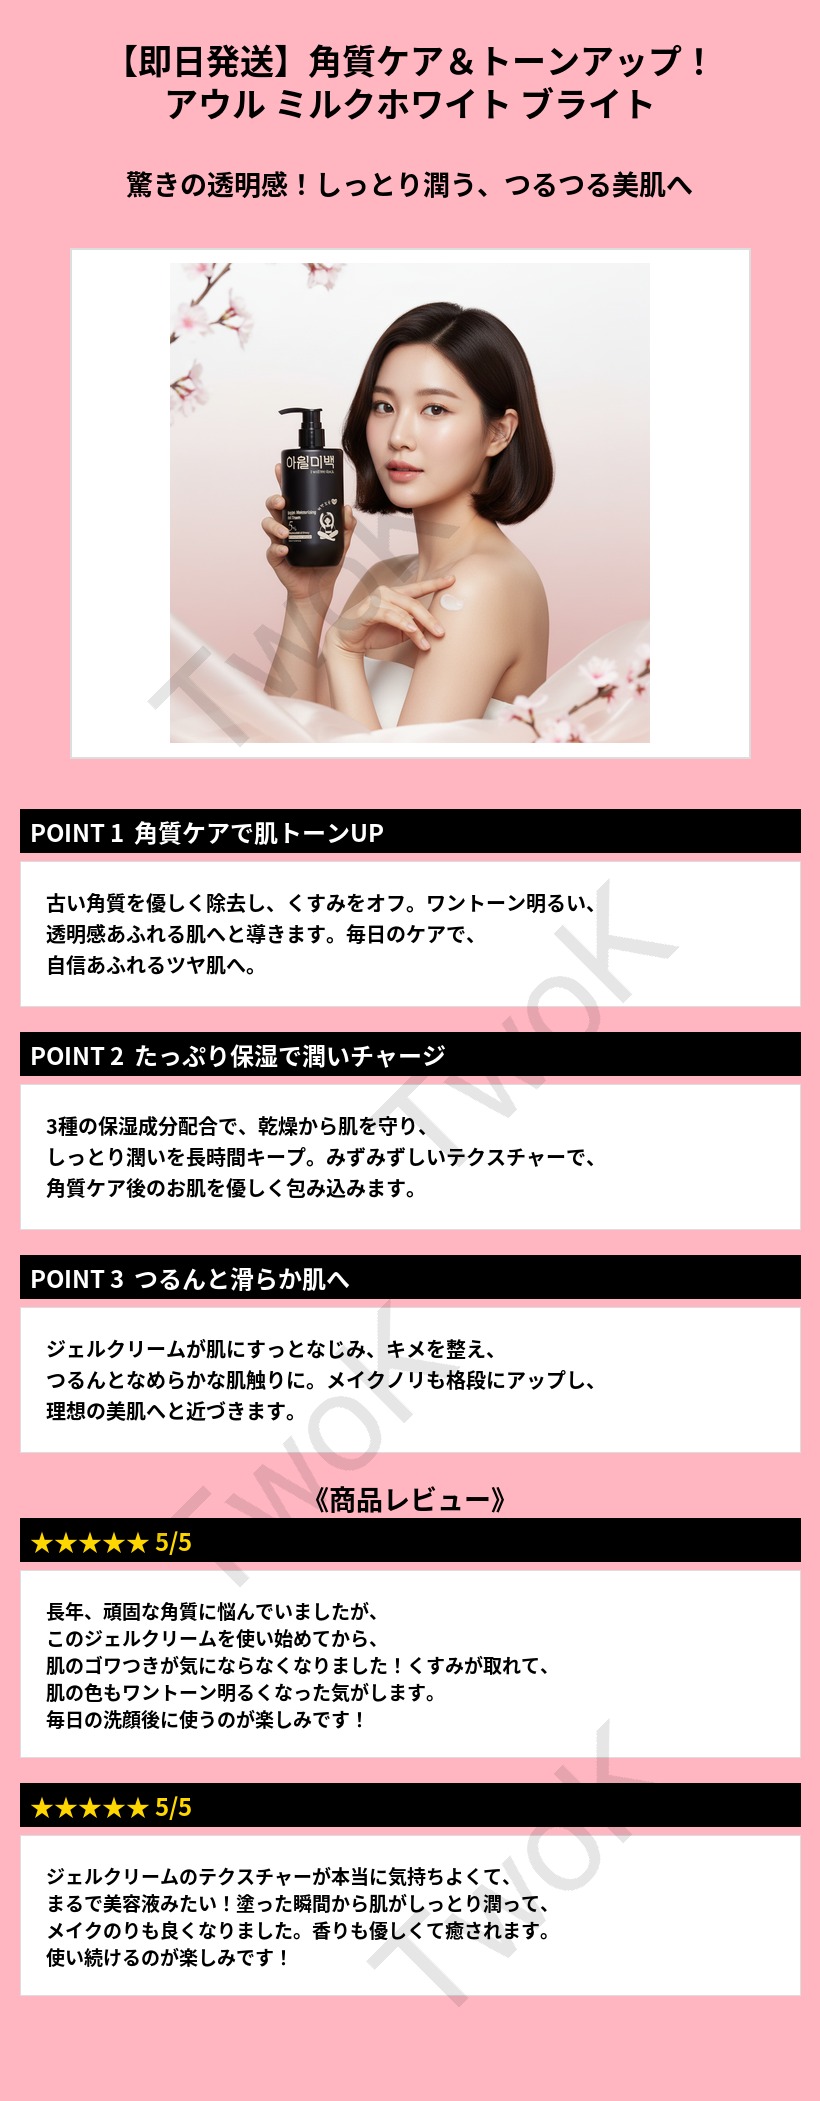 【即日発送】角質ケア＆トーンアップ！
アウル ミルクホワイト ブライト
驚きの透明感！しっとり潤う、つるつる美肌へ
아월미백
5%
TwoK
POINT 1 角質ケアで肌トーンUP
古い角質を優しく除去し、くすみをオフ。ワントーン明るい、
透明感あふれる肌へと導きます。毎日のケアで、
自信あふれるツヤ肌へ。
TwoK
POINT 2 たっぷり保湿で潤いチャージ
3種の保湿成分配合で、乾燥から肌を守り、
しっとり潤いを長時間キープ。みずみずしいテクスチャーで、
角質ケア後のお肌を優しく包み込みます。
POINT 3 つるんと滑らか肌へ
ジェルクリームが肌にすっとなじみ、キメを整え、
つるんとなめらかな肌触りに。メイクノリも格段にアップし、
理想の美肌へと近づきます。
TwoK
《商品レビュー》
★★★★★ 5/5
長年、頑固な角質に悩んでいましたが、
このジェルクリームを使い始めてから、
肌のゴワつきが気にならなくなりました！くすみが取れて、
肌の色もワントーン明るくなった気がします。
毎日の洗顔後に使うのが楽しみです！
★★★★★ 5/5
ジェルクリームのテクスチャーが本当に気持ちよくて、
まるで美容液みたい！塗った瞬間から肌がしっとり潤って、
メイクのりも良くなりました。香りも優しくて癒されます。
使い続けるのが楽しみです！
TwoK